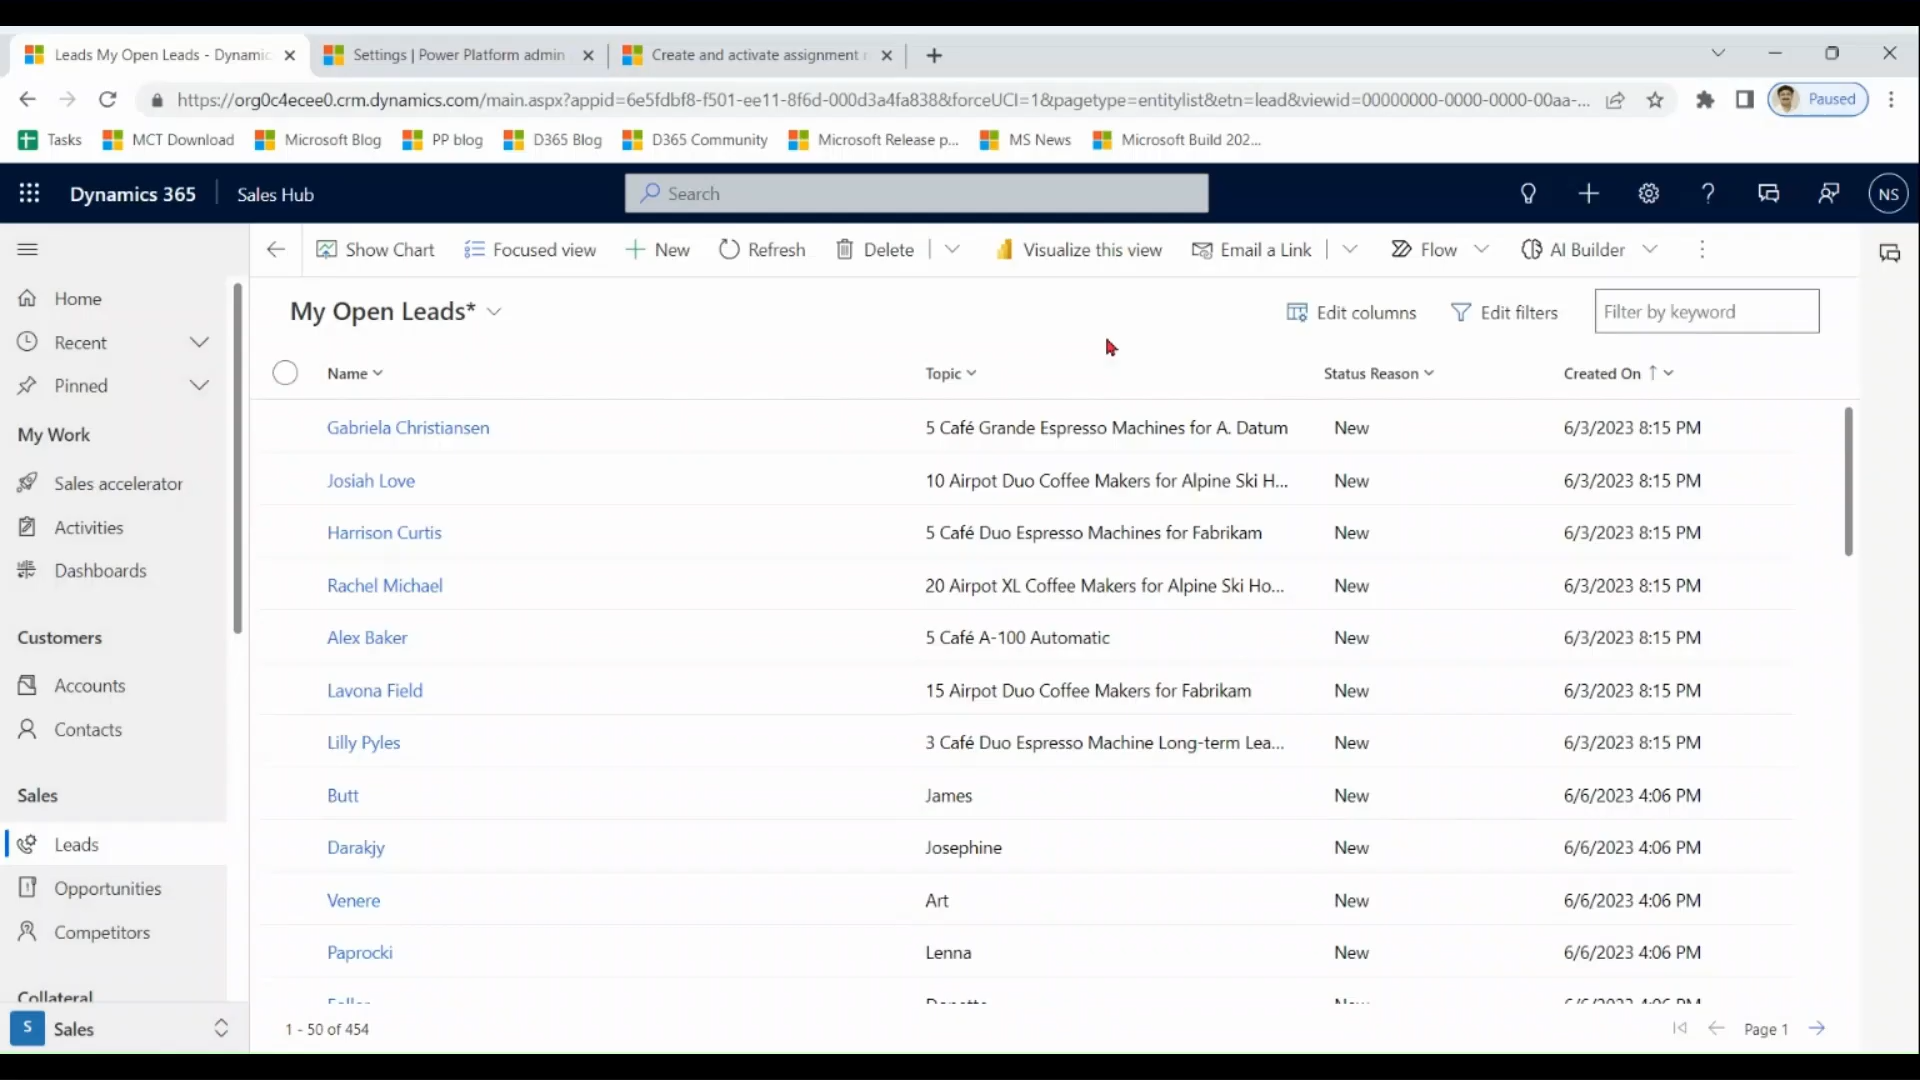 Leads My Open Leads - Dynamic
Settings | Power Platform admin
Create and activate assignment r
https://org0c4ecee0.crm.dynamics.com/main.aspx?appid=6e5fdbf8-f501-ee11-8f6d-000d3a4fa838&forceUCI=1&pagetype=entitylist&etn=lead&viewid=00000000-0000-0000-00aa-...
Paused
Tasks
MCT Download
Microsoft Blog
PP blog
D365 Blog
D365 Community
Microsoft Release p...
MS News
Microsoft Build 202...
Dynamics 365
Sales Hub
Search
NS
Show Chart
Focused view
New
Refresh
Delete
Visualize this view
Email a Link
Flow
AI Builder
Home
Recent
Pinned
My Work
Sales accelerator
Activities
Dashboards
Customers
Accounts
Contacts
Sales
Leads
Opportunities
Competitors
Collateral
S Sales
My Open Leads*
Edit columns
Edit filters
Filter by keyword
Name Topic Status Reason Created On ↑
Gabriela Christiansen 5 Café Grande Espresso Machines for A. Datum New 6/3/2023 8:15 PM
Josiah Love 10 Airpot Duo Coffee Makers for Alpine Ski H... New 6/3/2023 8:15 PM
Harrison Curtis 5 Café Duo Espresso Machines for Fabrikam New 6/3/2023 8:15 PM
Rachel Michael 20 Airpot XL Coffee Makers for Alpine Ski Ho... New 6/3/2023 8:15 PM
Alex Baker 5 Café A-100 Automatic New 6/3/2023 8:15 PM
Lavona Field 15 Airpot Duo Coffee Makers for Fabrikam New 6/3/2023 8:15 PM
Lilly Pyles 3 Café Duo Espresso Machine Long-term Lea... New 6/3/2023 8:15 PM
Butt James New 6/6/2023 4:06 PM
Darakjy Josephine New 6/6/2023 4:06 PM
Venere Art New 6/6/2023 4:06 PM
Paprocki Lenna New 6/6/2023 4:06 PM
1 - 50 of 454
Page 1